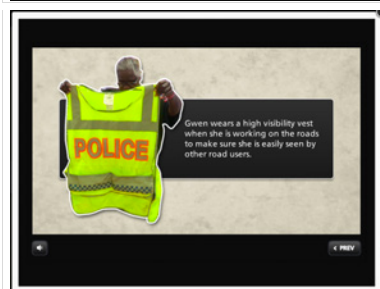 POLICE
Gwen wears a high visibility vest
when she is working on the roads
to make sure she is easily seen by
other road users.
< PREV